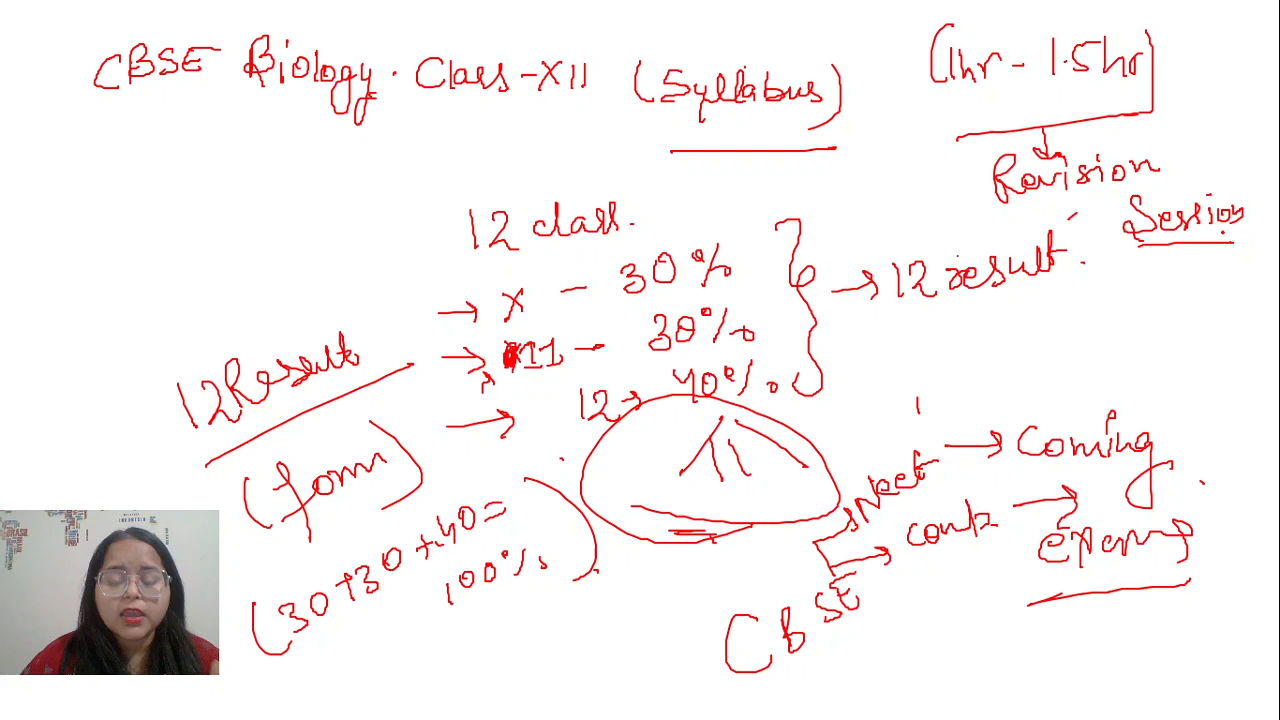 CBSE Biology. Class-XII (Syllabus)
(1hr - 1.5hr)
Revision
Session
12 class.
→ X - 30%
→ 11 - 30%
→ 12 → 40%
→ 12 result.
12 Result
(form)
(30+30+40=
100%)
CBSE
→ Neet → Coming
→ → exams